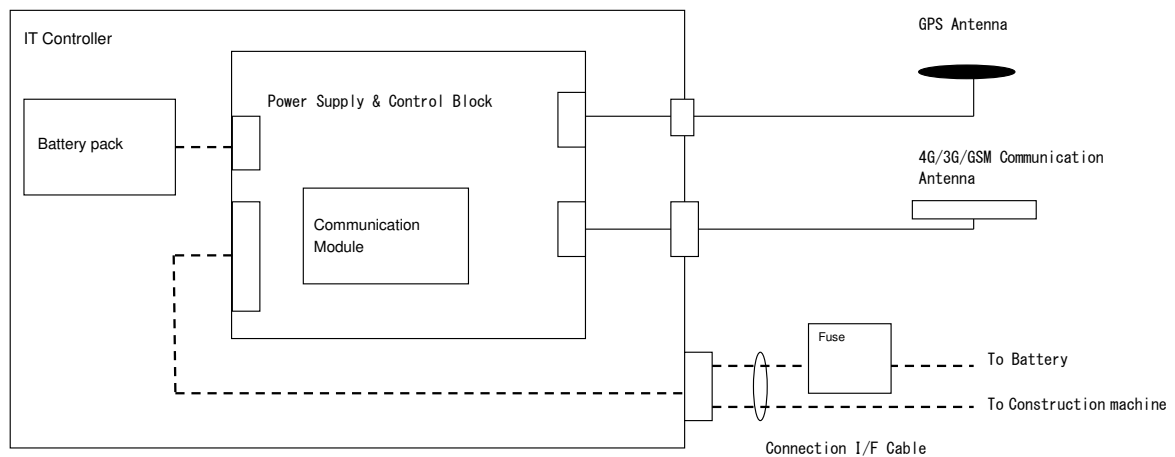 IT Controller
GPS Antenna
Power Supply & Control Block
Battery pack
4G/3G/GSM Communication
Antenna
Communication
Module
Fuse
To Battery
To Construction machine
Connection I/F Cable